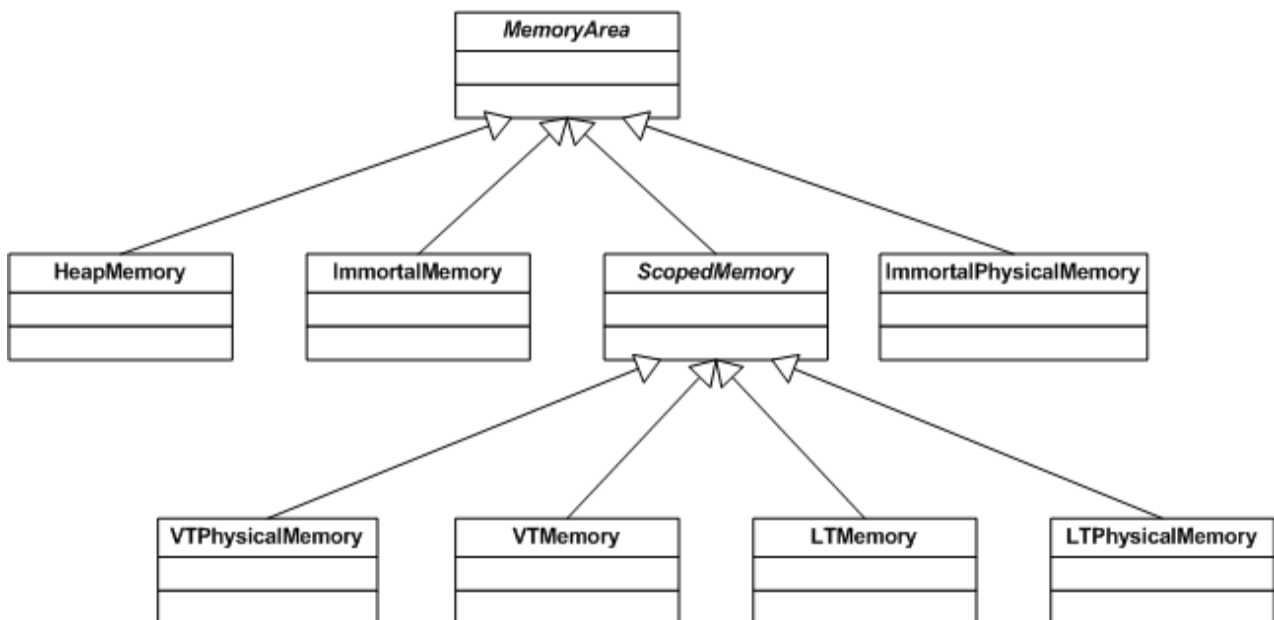 MemoryArea
HeapMemory
ImmortalMemory
ScopedMemory
ImmortalPhysicalMemory
VTPhysicalMemory
VTMemory
LTMemory
LTPhysicalMemory